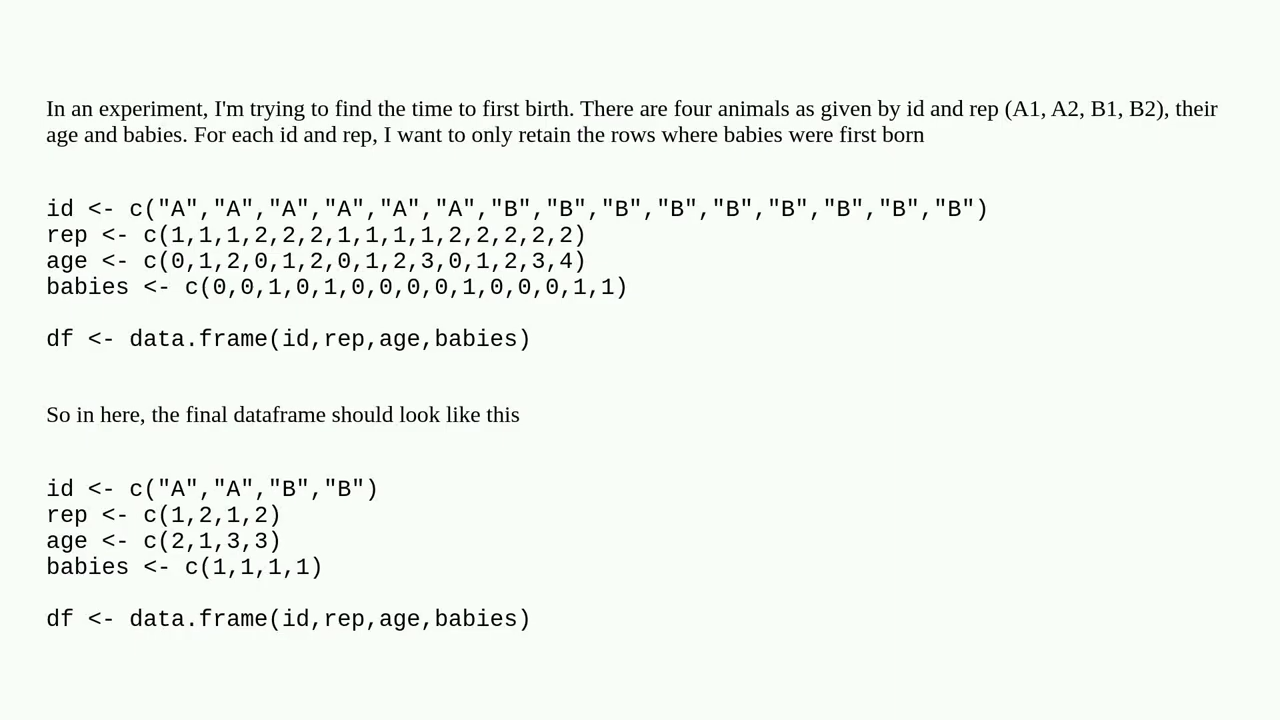 In an experiment, I'm trying to find the time to first birth. There are four animals as given by id and rep (A1, A2, B1, B2), their
age and babies. For each id and rep, I want to only retain the rows where babies were first born
id <- c("A","A","A","A","A","A","B","B","B","B","B","B","B","B","B")
rep <- c(1,1,1,2,2,2,1,1,1,1,2,2,2,2,2)
age <- c(0,1,2,0,1,2,0,1,2,3,0,1,2,3,4)
babies <- c(0,0,1,0,1,0,0,0,0,1,0,0,0,1,1)
df <- data.frame(id,rep,age,babies)
So in here, the final dataframe should look like this
id <- c("A","A","B","B")
rep <- c(1,2,1,2)
age <- c(2,1,3,3)
babies <- c(1,1,1,1)
df <- data.frame(id,rep,age,babies)